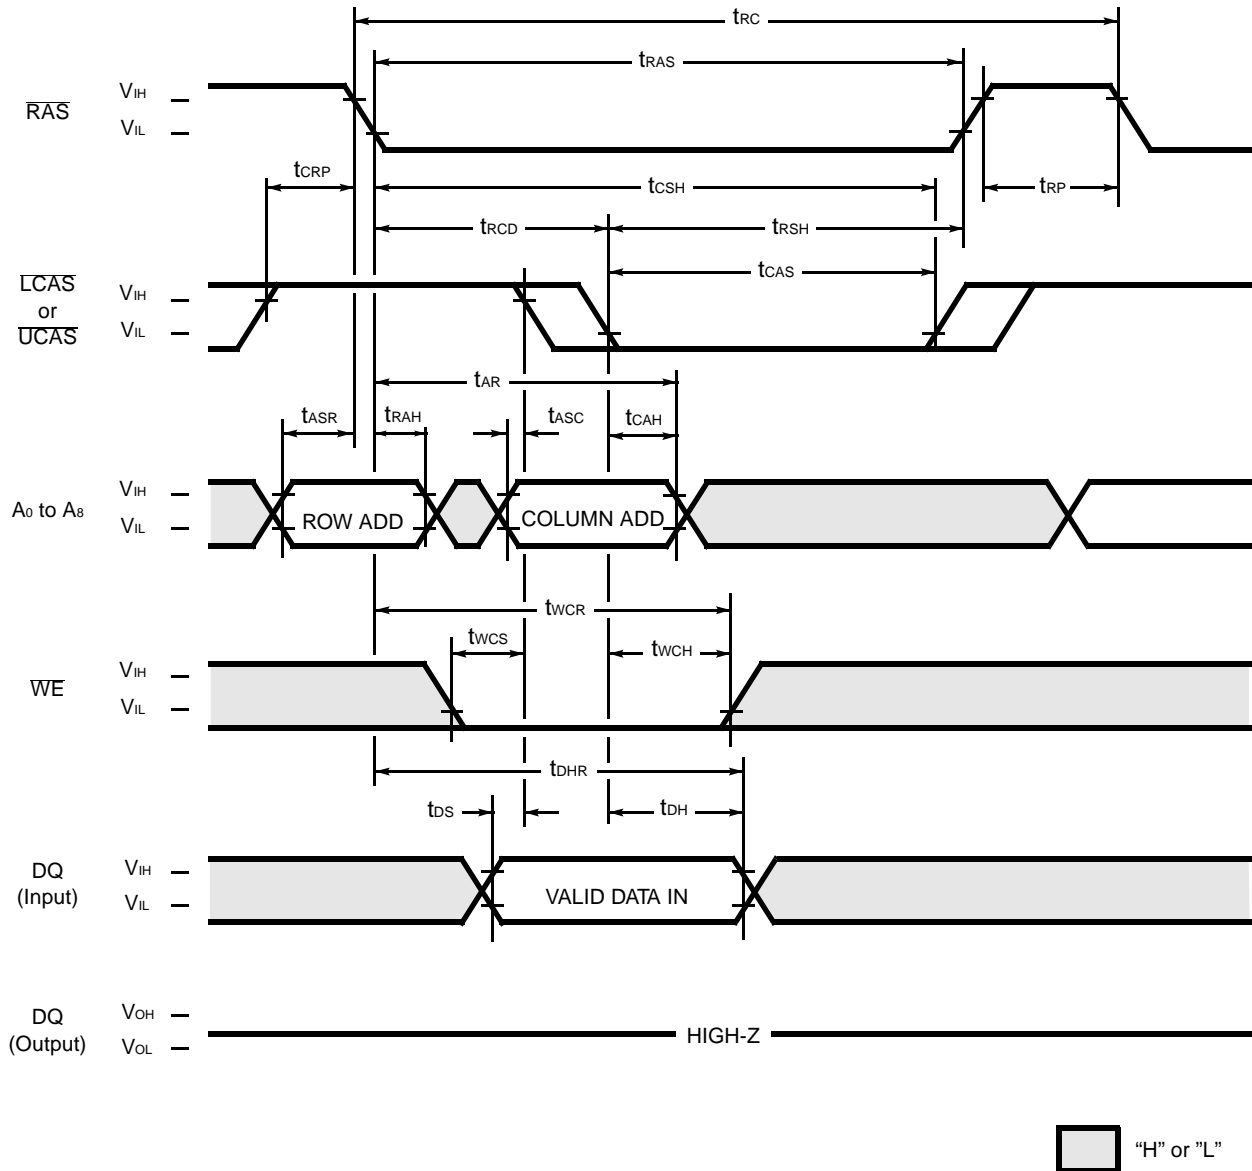 tRC
tRAS
RAS
VIH
VIL
tCRP
tCSH
tRP
tRCD
tRSH
tCAS
LCAS
or
UCAS
VIH
VIL
tAR
tASR
tRAH
tASC
tCAH
A0 to A8
VIH
VIL
ROW ADD
COLUMN ADD
tWCR
tWCS
tWCH
WE
VIH
VIL
tDHR
tDS
tDH
DQ
(Input)
VIH
VIL
VALID DATA IN
DQ
(Output)
VOH
VOL
HIGH-Z
“H” or ”L”